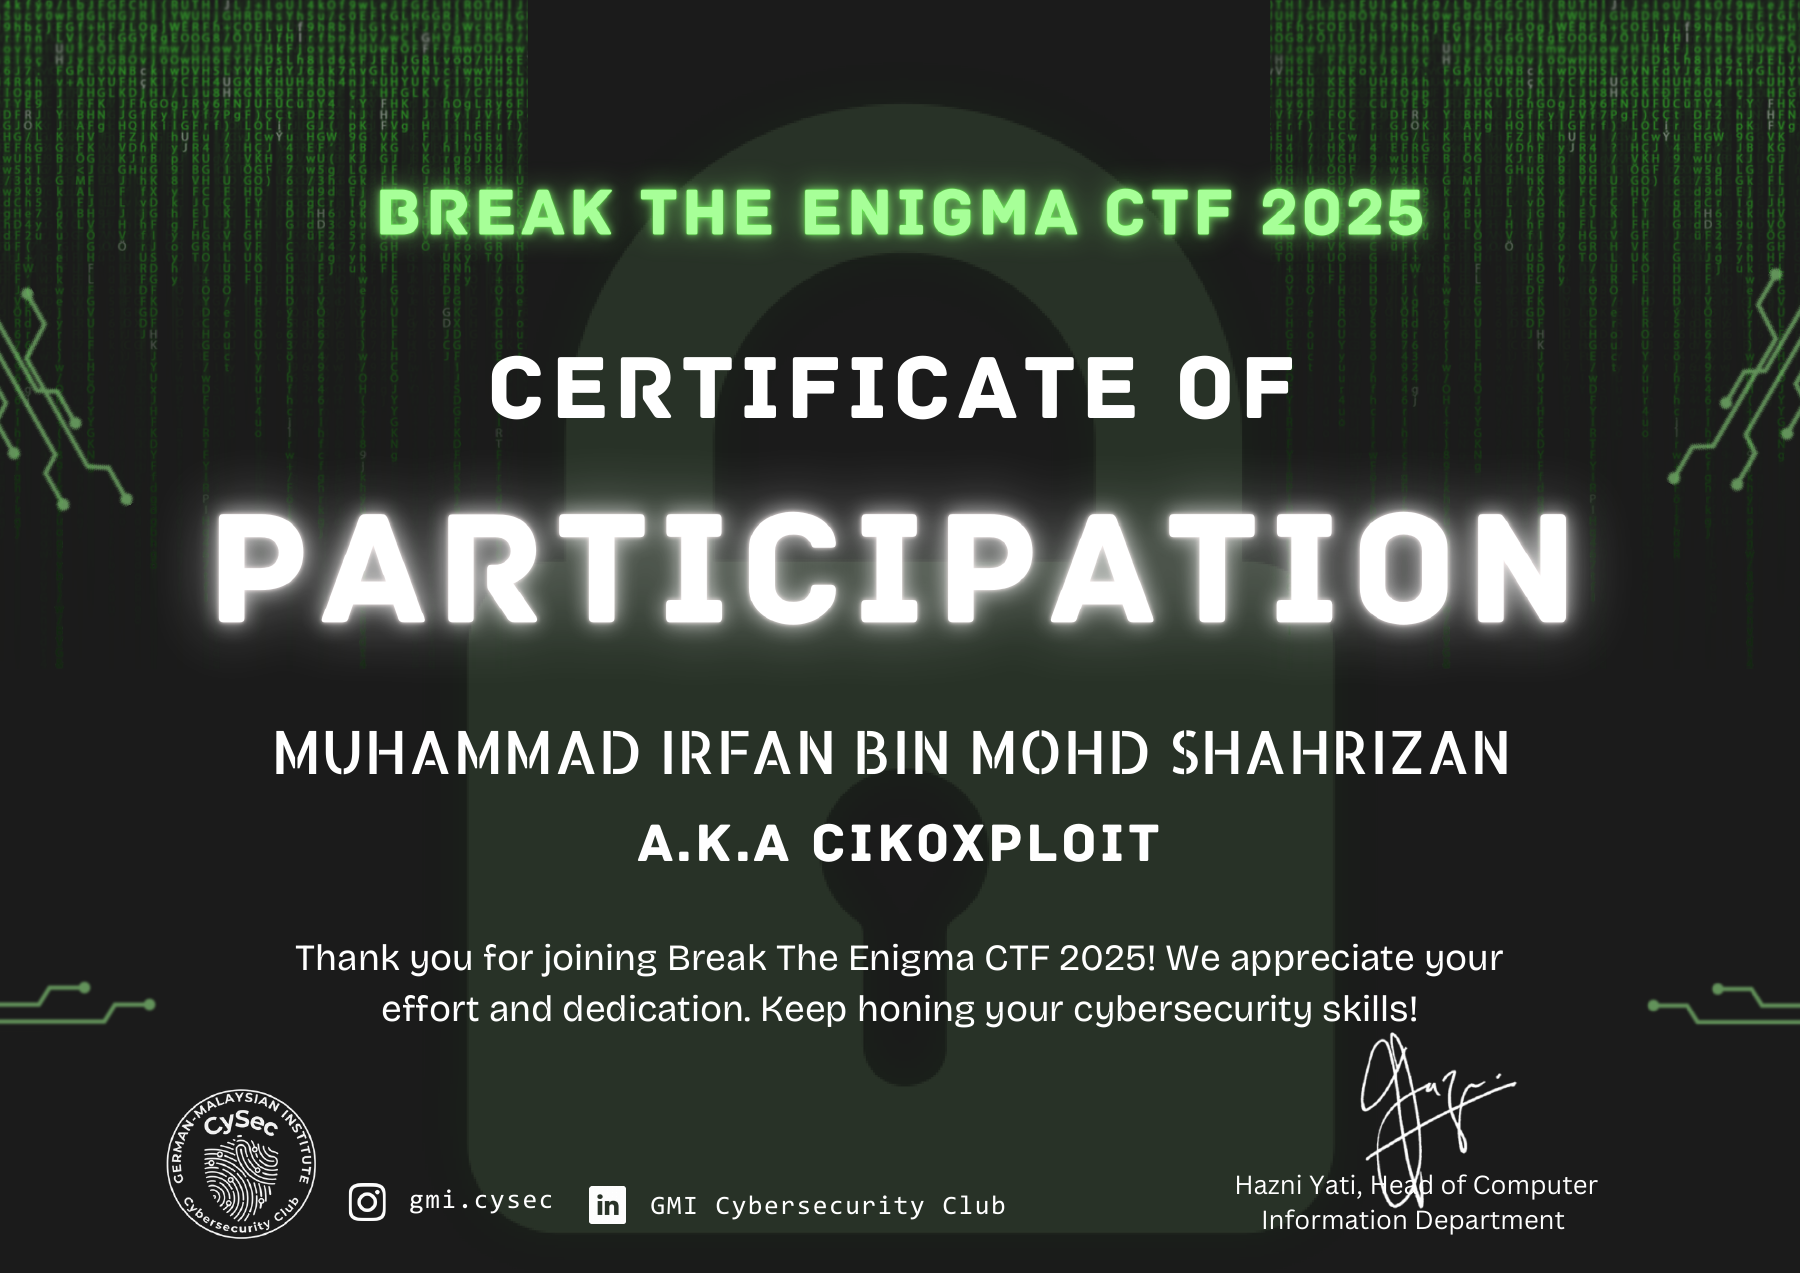 BREAK THE ENIGMA CTF 2025
CERTIFICATE OF
PARTICIPATION
MUHAMMAD IRFAN BIN MOHD SHAHRIZAN
A.K.A CIK0XPLOIT
Thank you for joining Break The Enigma CTF 2025! We appreciate your
effort and dedication. Keep honing your cybersecurity skills!
GERMAN-MALAYSIAN INSTITUTE
CySec
Cybersecurity Club
gmi.cysec
GMI Cybersecurity Club
Hazni Yati, Head of Computer
Information Department